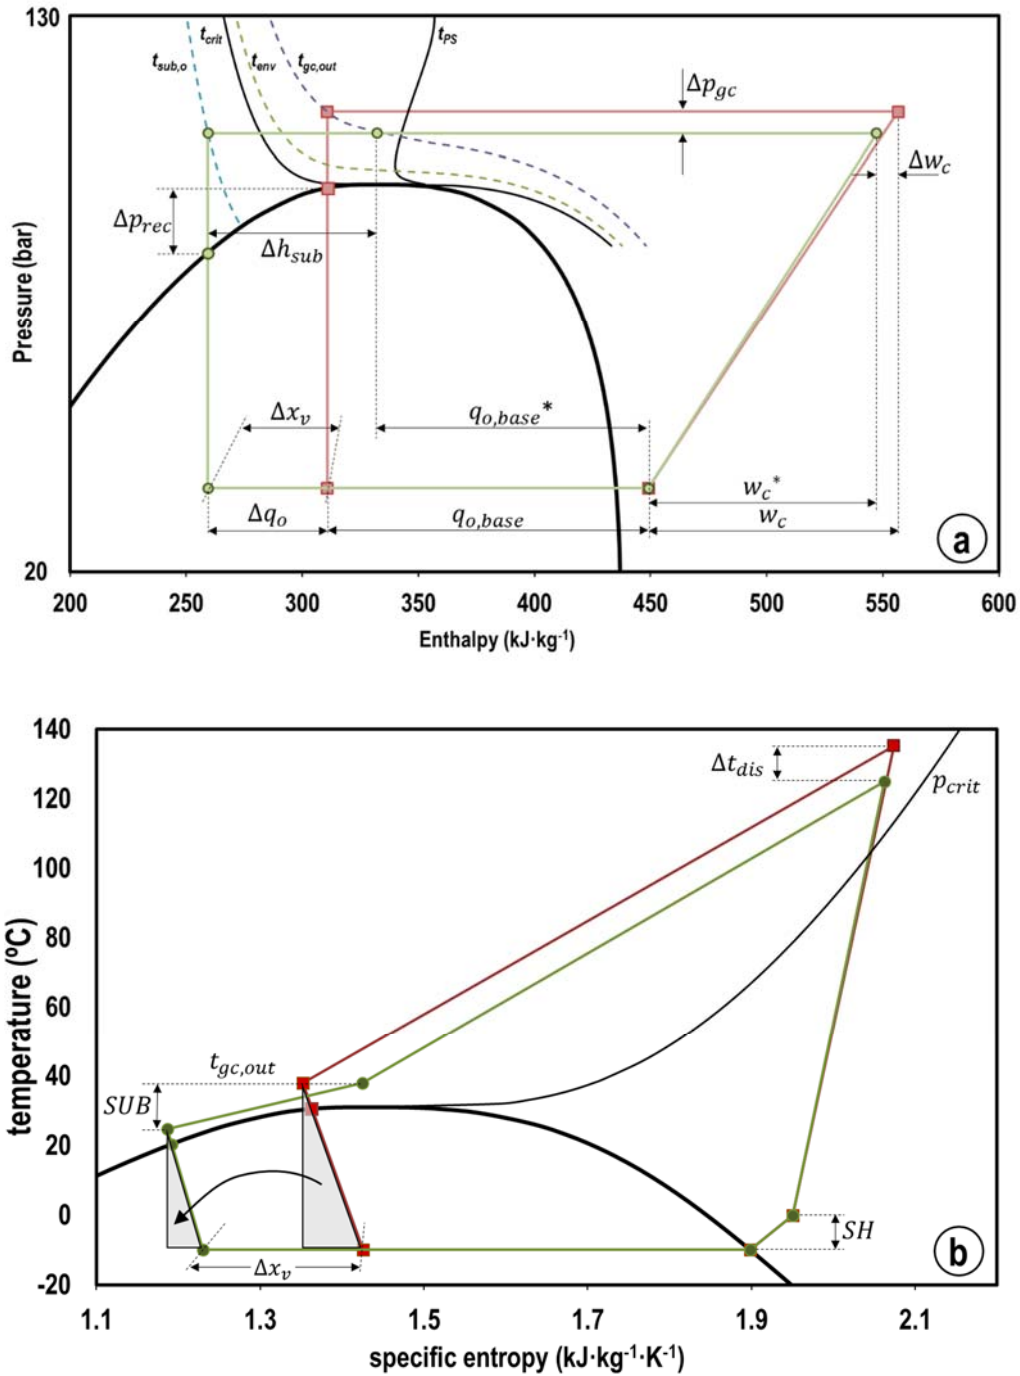 130
t_crit
t_PS
t_sub,o
t_env
t_gc,out
Δp_gc
Δw_c
Δp_rec
Δh_sub
Pressure (bar)
Δx_v
q_o,base*
w_c*
Δq_o
q_o,base
w_c
a
20
200 250 300 350 400 450 500 550 600
Enthalpy (kJ·kg⁻¹)
140
Δt_dis
p_crit
120
100
80
temperature (ºC)
60
t_gc,out
40
SUB
20
0
SH
b
Δx_v
-20
1.1 1.3 1.5 1.7 1.9 2.1
specific entropy (kJ·kg⁻¹·K⁻¹)